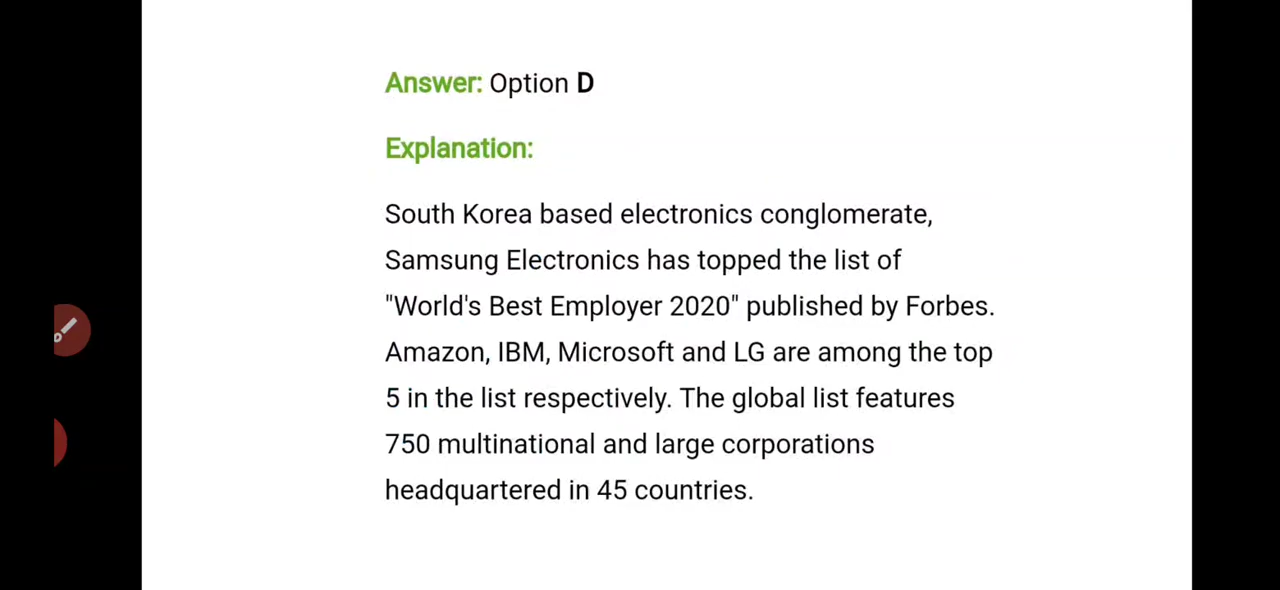 Answer: Option D
Explanation:
South Korea based electronics conglomerate,
Samsung Electronics has topped the list of
"World's Best Employer 2020" published by Forbes.
Amazon, IBM, Microsoft and LG are among the top
5 in the list respectively. The global list features
750 multinational and large corporations
headquartered in 45 countries.